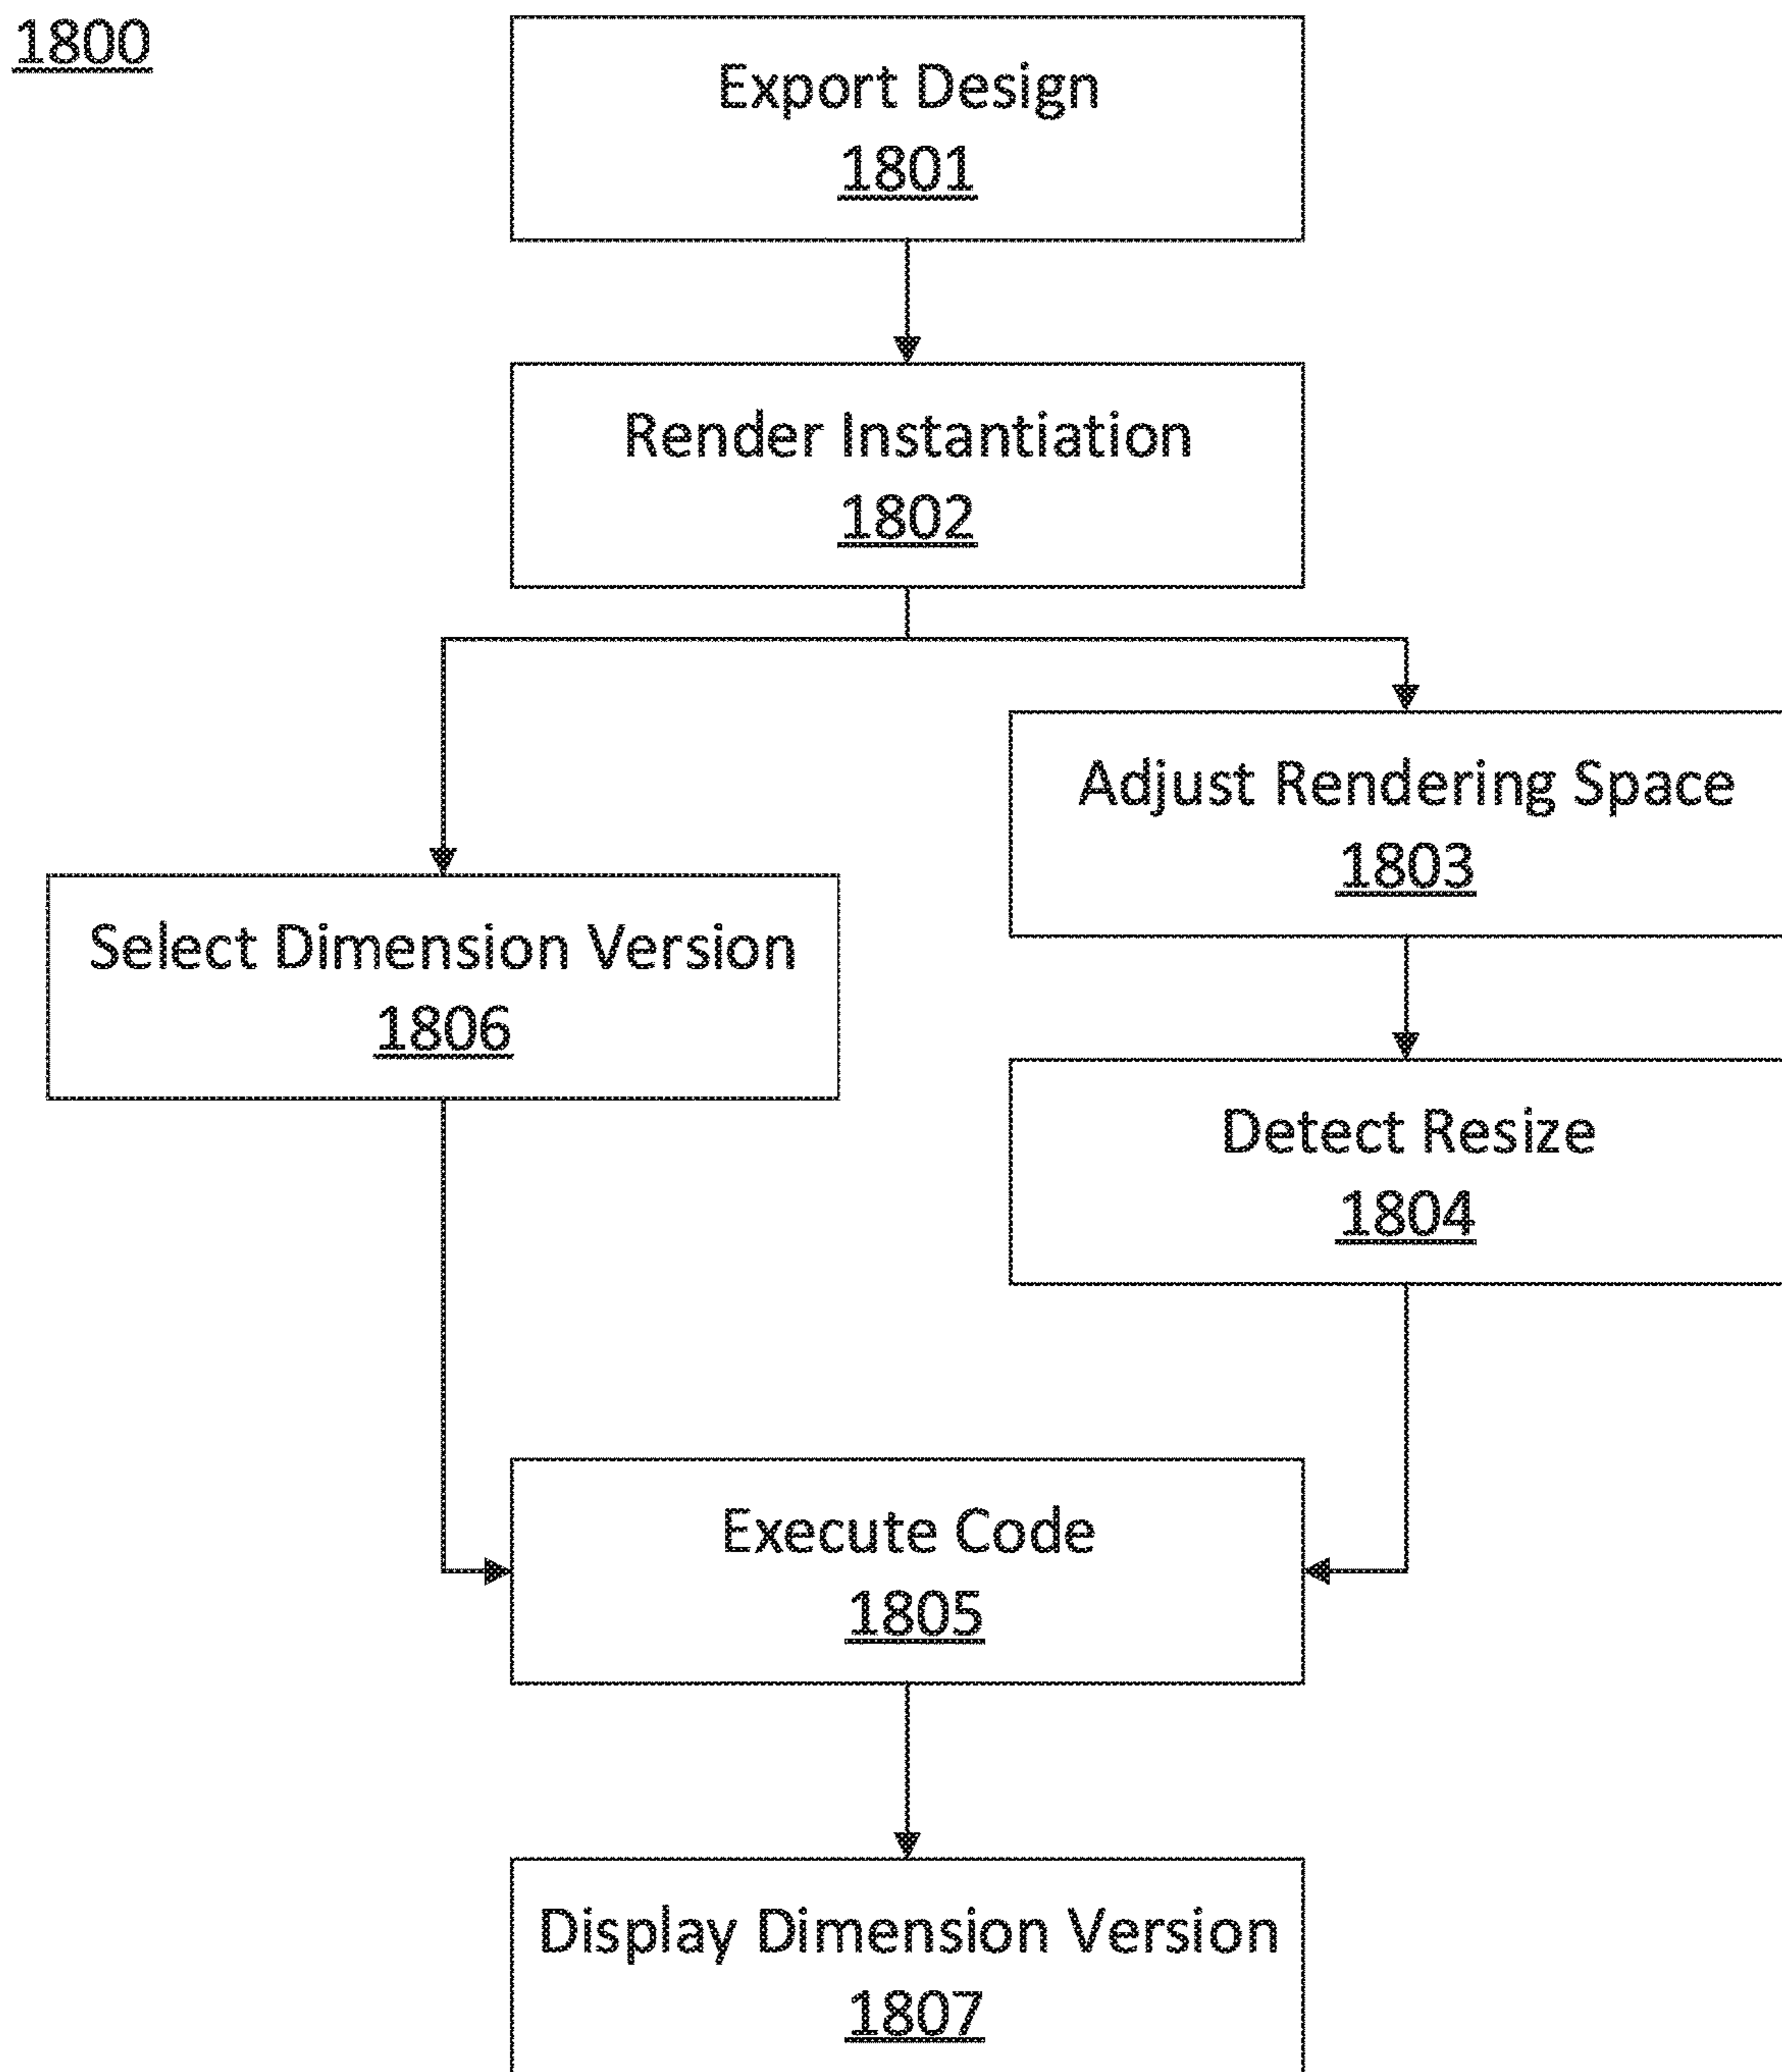 1800
Export Design
1801
Render Instantiation
1802
Adjust Rendering Space
1803
Select Dimension Version
1806
Detect Resize
1804
Execute Code
1805
Display Dimension Version
1807